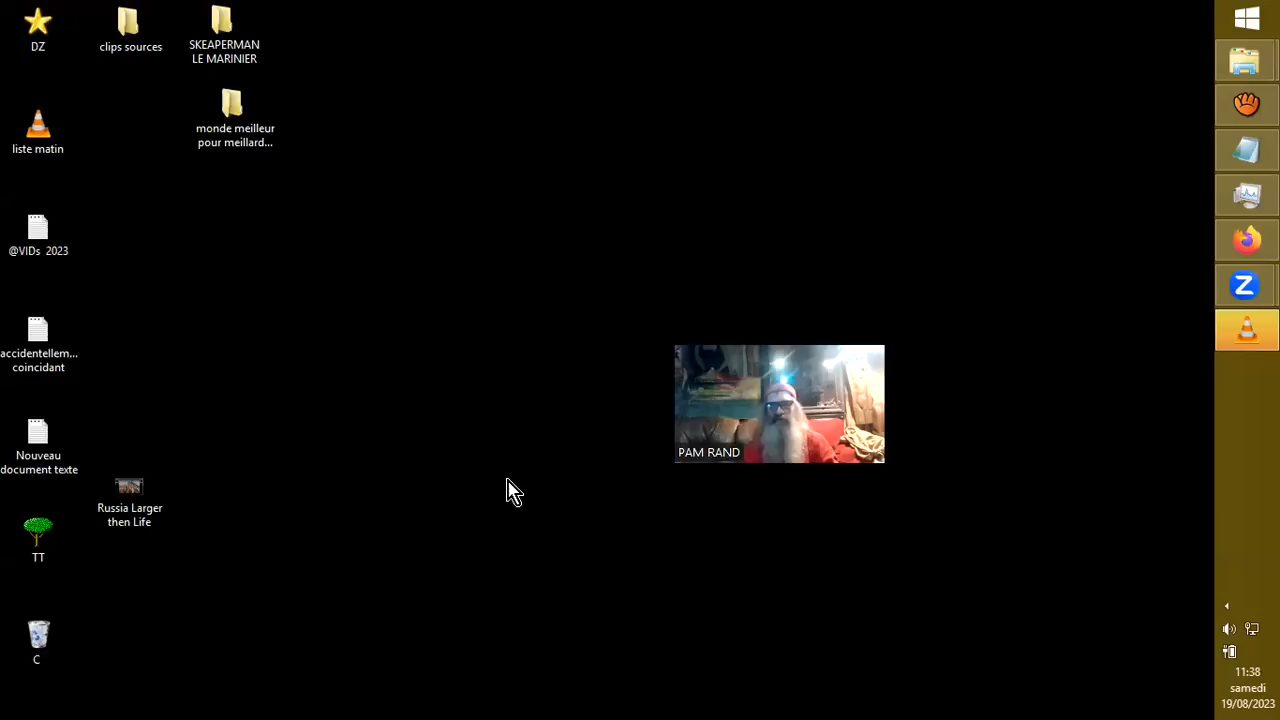 DZ
clips sources
SKEAPERMAN
LE MARINIER
monde meilleur
pour meillard...
liste matin
@VIDs 2023
accidentellem...
coincidant
Nouveau
document texte
Russia Larger
then Life
TT
C
PAM RAND
Z
11:38
samedi
19/08/2023